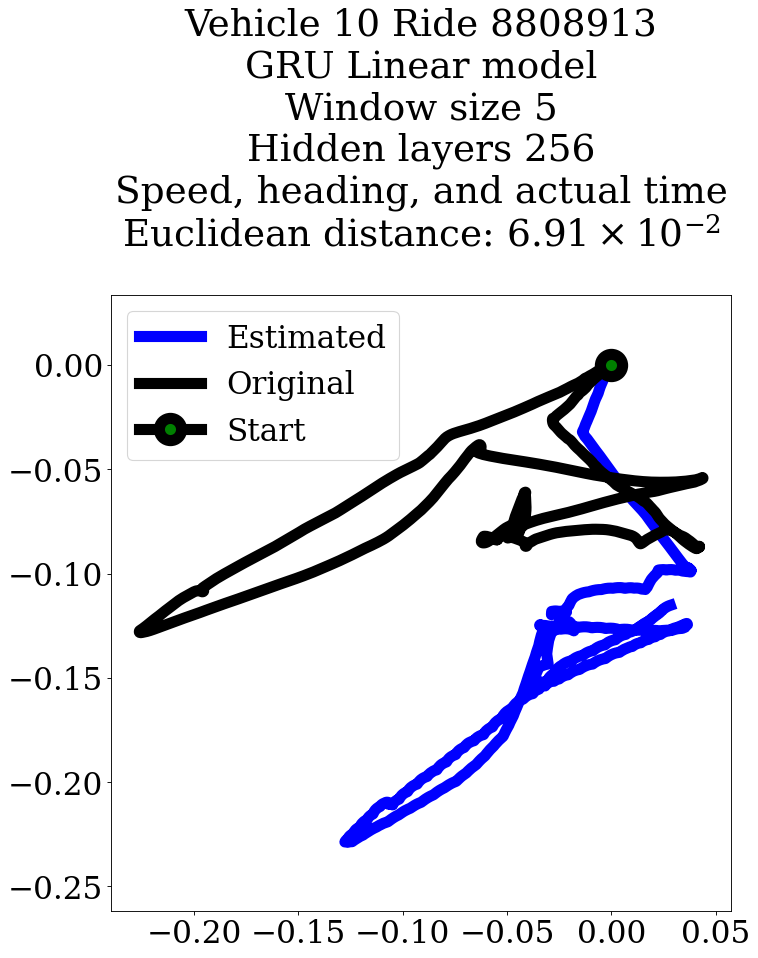 Vehicle 10 Ride 8808913
GRU Linear model
Window size 5
Hidden layers 256
Speed, heading, and actual time
Euclidean distance: 6.91 × 10⁻²
Estimated
Original
Start
0.00
−0.05
−0.10
−0.15
−0.20
−0.25
−0.20 −0.15 −0.10 −0.05 0.00 0.05